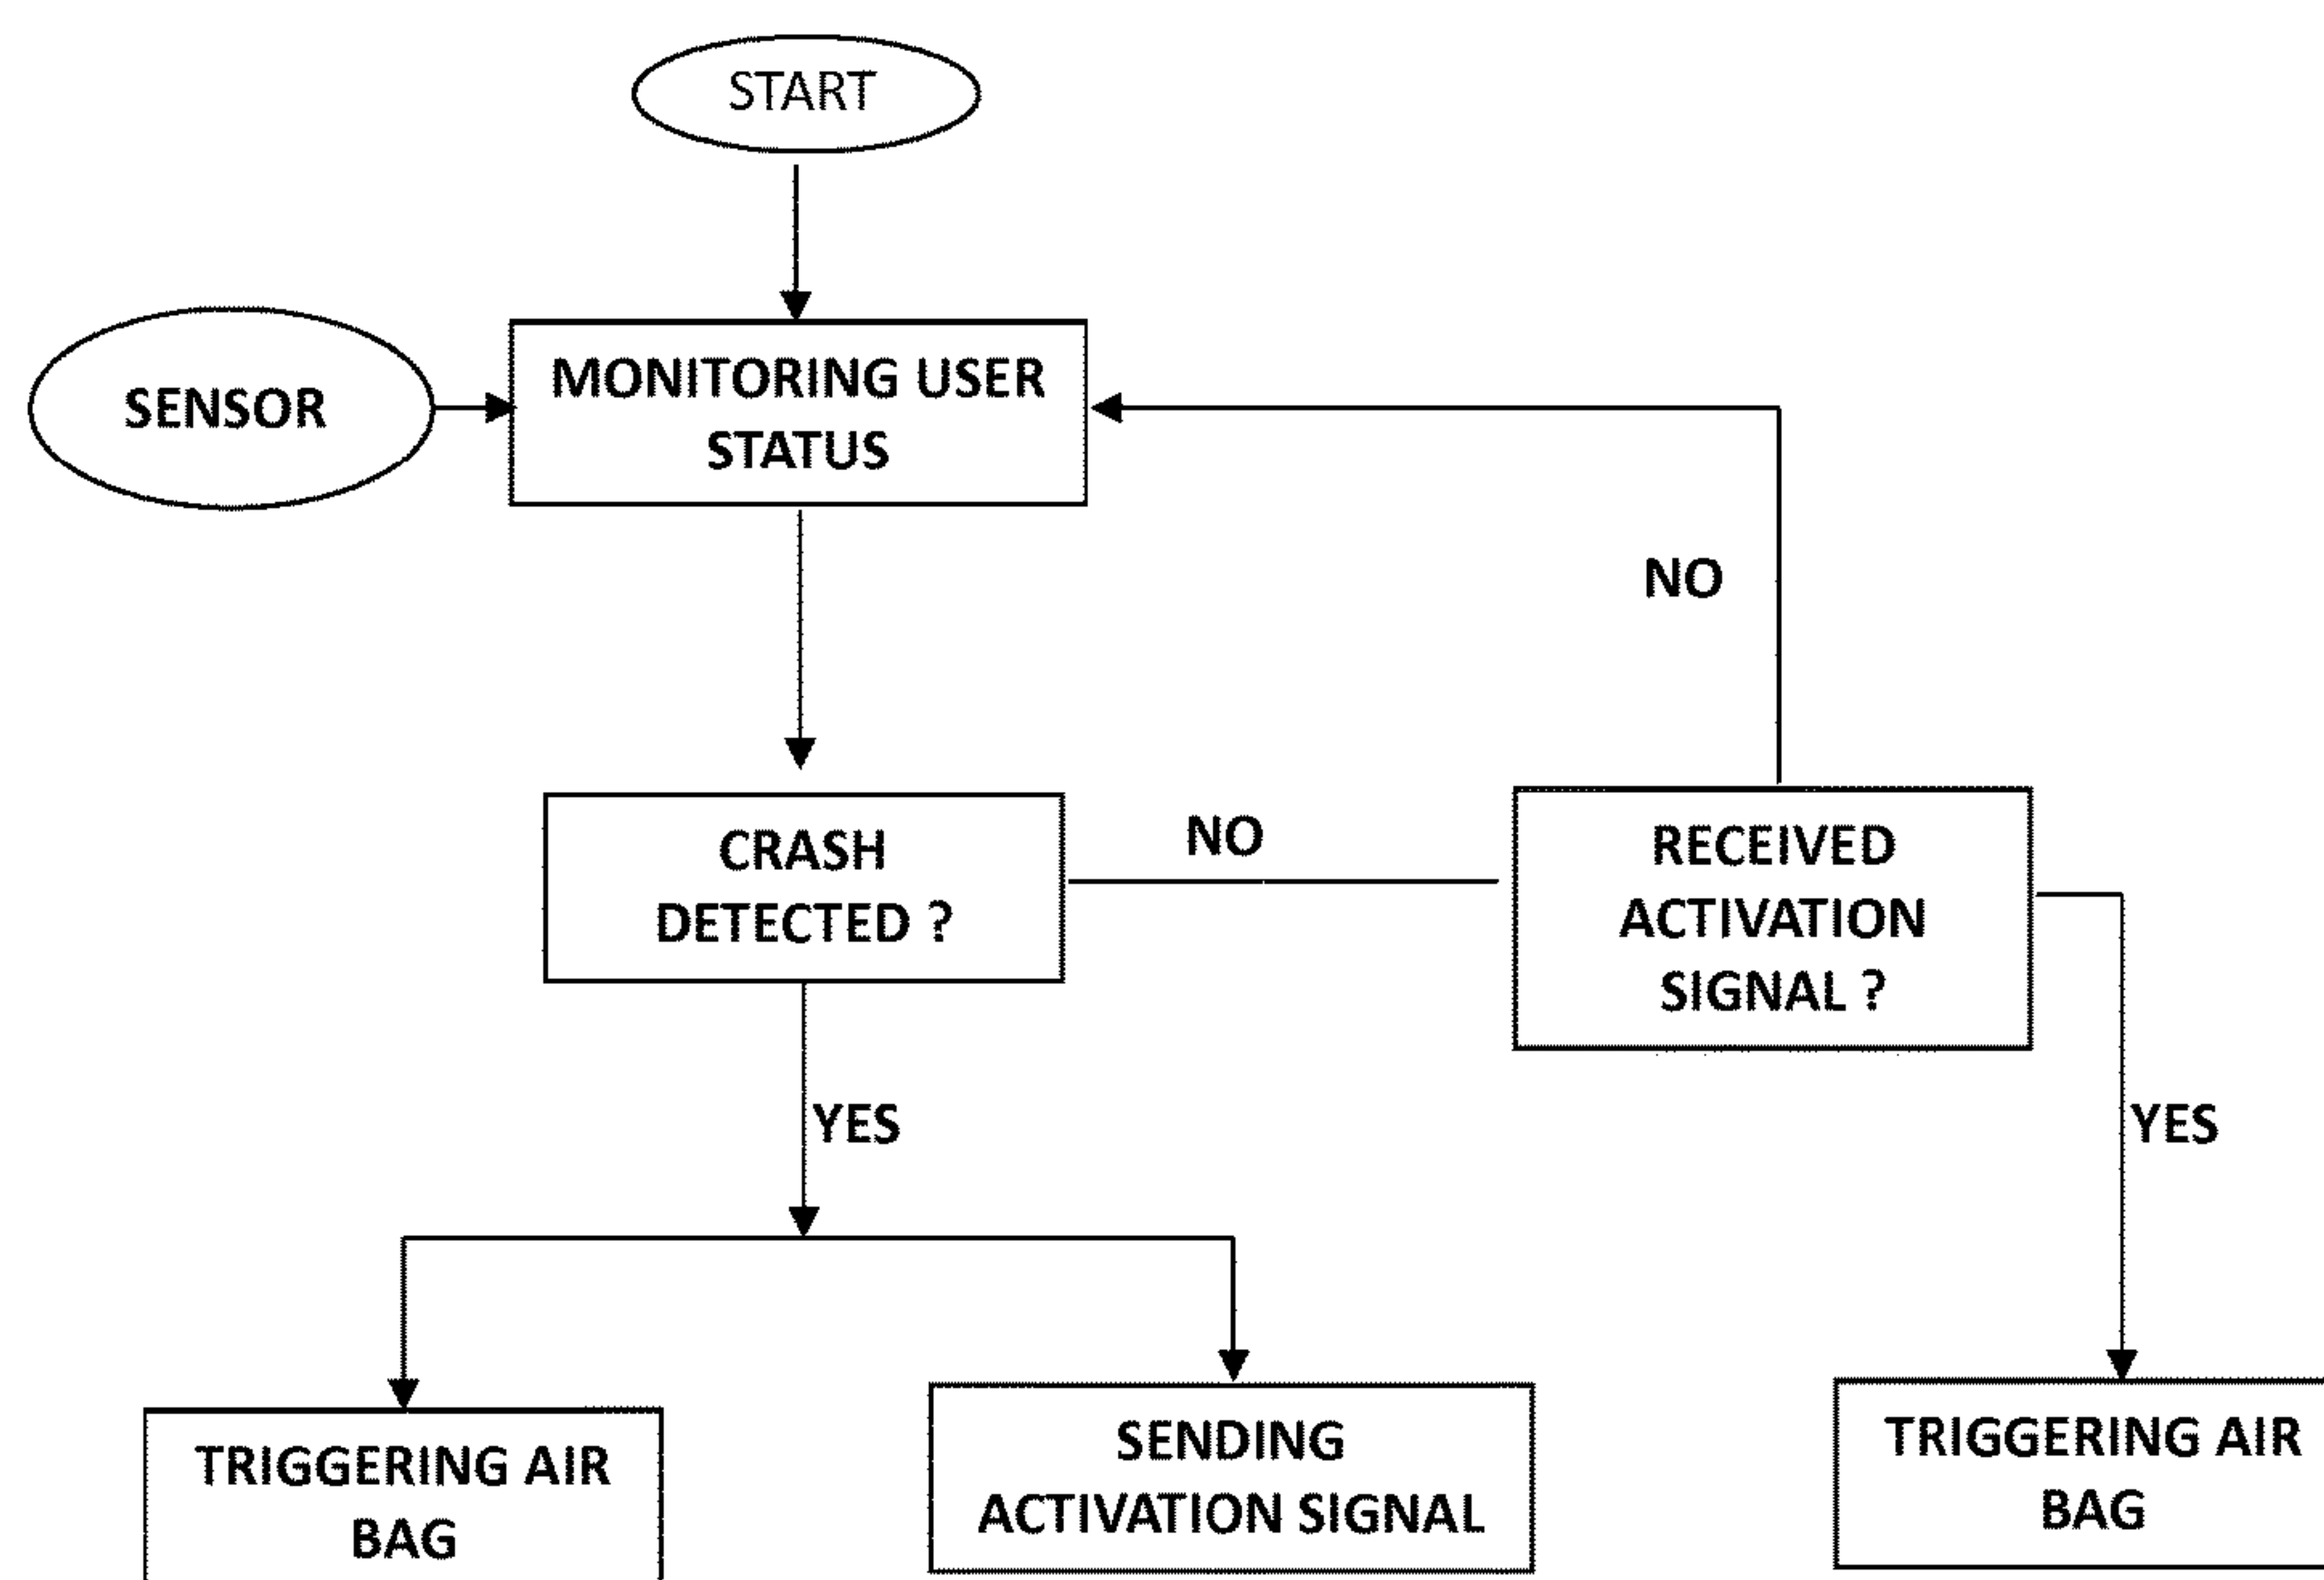 START
SENSOR
MONITORING USER
STATUS
NO
CRASH
DETECTED ?
NO
RECEIVED
ACTIVATION
SIGNAL ?
YES
YES
TRIGGERING AIR
BAG
SENDING
ACTIVATION SIGNAL
TRIGGERING AIR
BAG